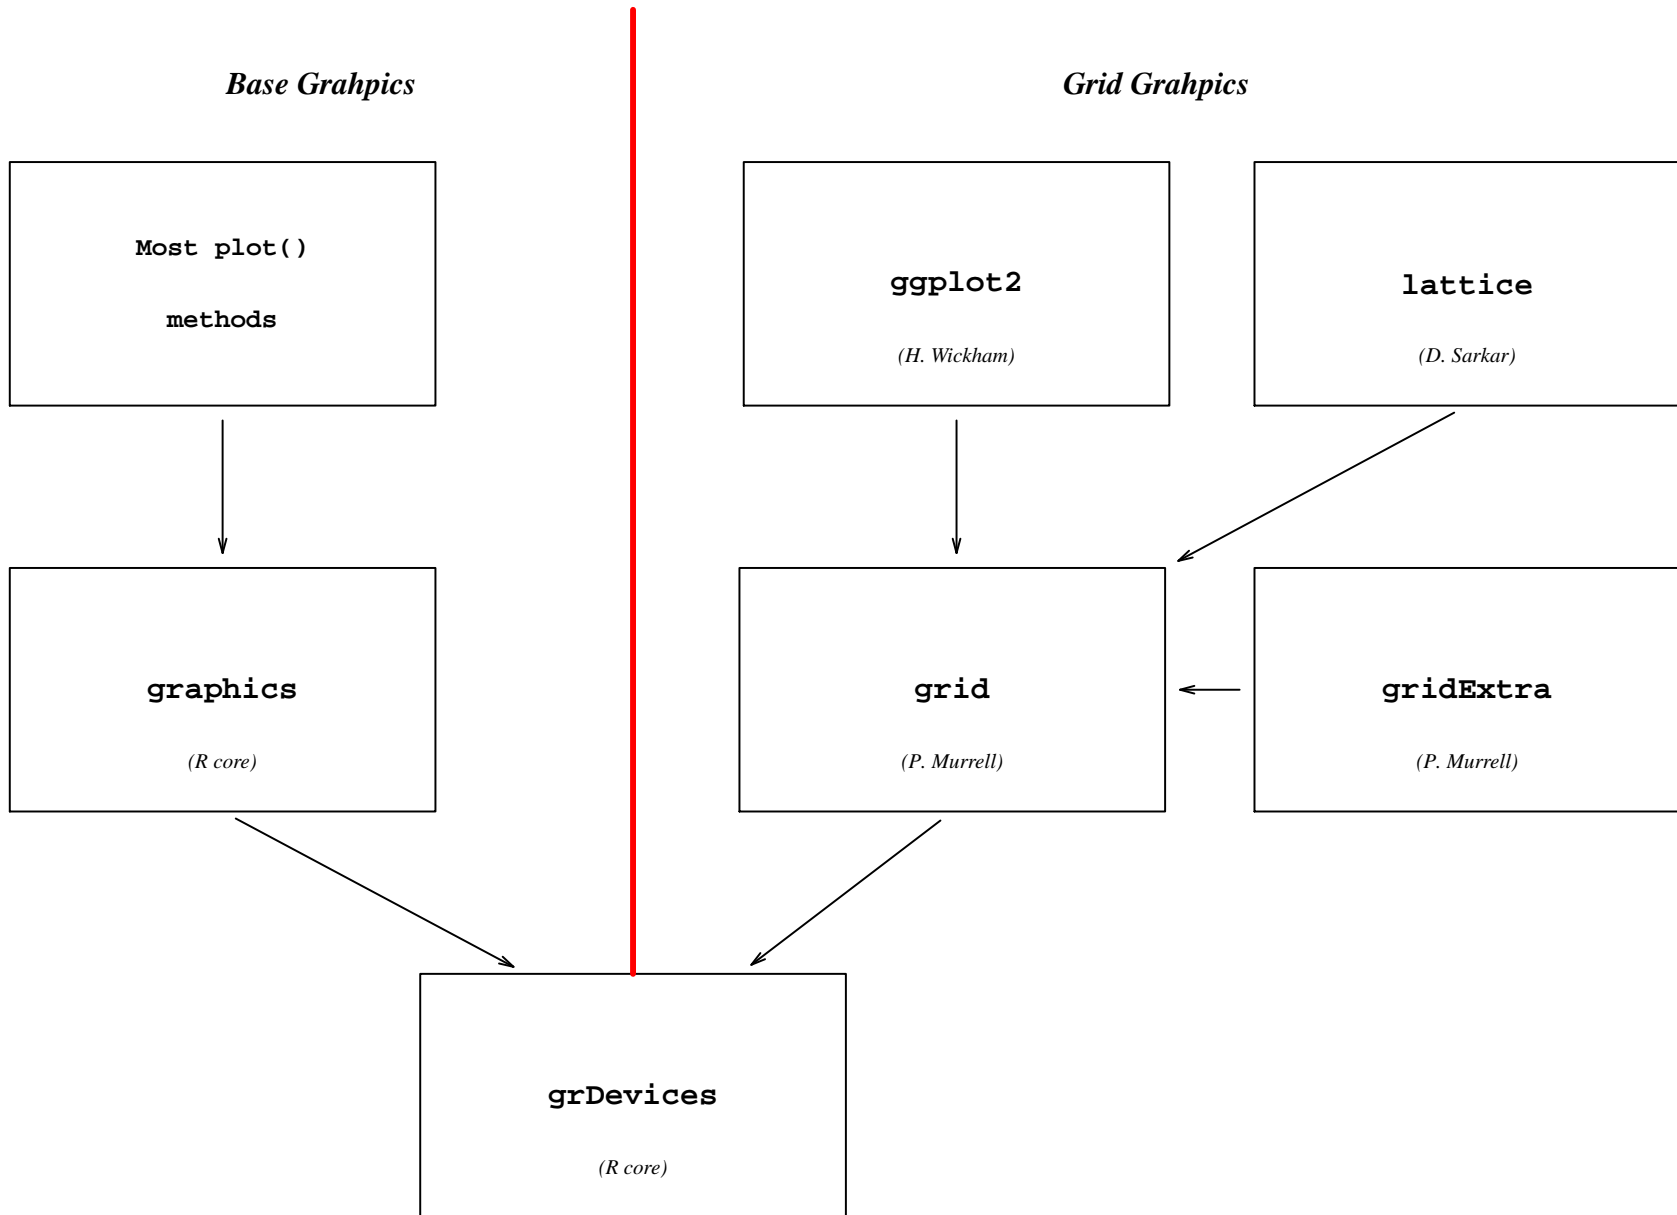 Base Grahpics
Grid Grahpics
Most plot()
methods
ggplot2
(H. Wickham)
lattice
(D. Sarkar)
graphics
(R core)
grid
(P. Murrell)
gridExtra
(P. Murrell)
grDevices
(R core)